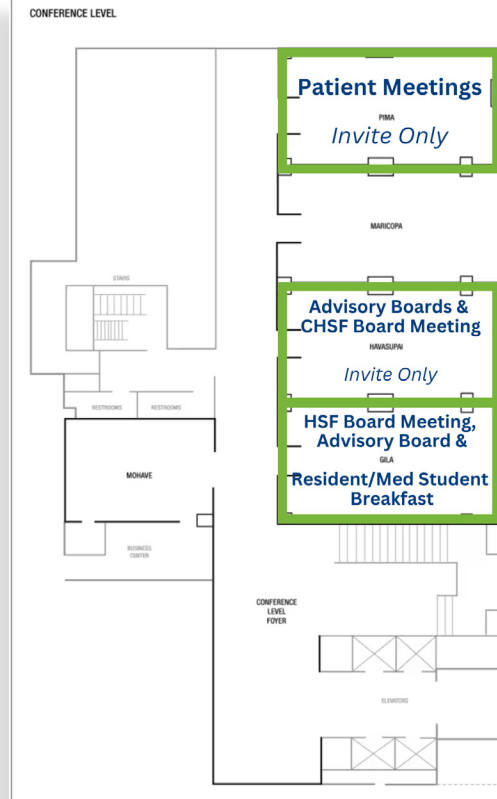 CONFERENCE LEVEL
Patient Meetings
PIMA
Invite Only
MARICOPA
STAIRS
Advisory Boards &
CHSF Board Meeting
HAVASUPAI
Invite Only
RESTROOMS
RESTROOMS
HSF Board Meeting,
Advisory Board &
GILA
Resident/Med Student
Breakfast
MOHAVE
BUSINESS
CENTER
CONFERENCE
LEVEL
FOYER
ELEVATORS